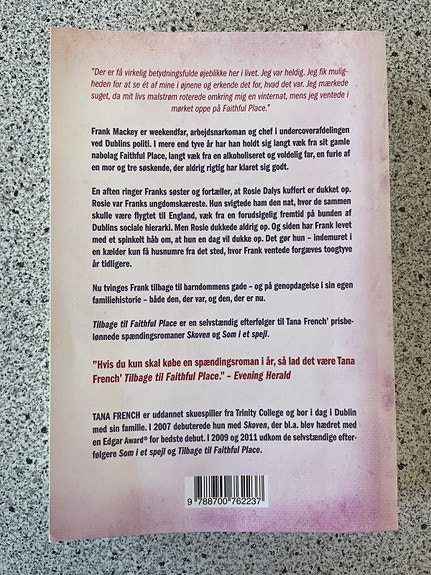 "Der er få virkelig betydningsfulde øjeblikke her i livet. Jeg var heldig. Jeg fik mulig-
heden for at se ét af mine i øjnene og erkende det for, hvad det var. Jeg mærkede
suget, da mit livs malstrøm roterede omkring mig en vinternat, mens jeg ventede i
mørket oppe på Faithful Place."
Frank Mackey er weekendfar, arbejdsnarkoman og chef i undercoverafdelingen
ved Dublins politi. I mere end tyve år har han holdt sig langt væk fra sit gamle
nabolag Faithful Place, langt væk fra en alkoholiseret og voldelig far, en furie af
en mor og tre søskende, der aldrig rigtig har klaret sig godt.
En aften ringer Franks søster og fortæller, at Rosie Dalys kuffert er dukket op.
Rosie var Franks ungdomskæreste. Hun svigtede ham den nat, hvor de sammen
skulle være flygtet til England, væk fra en forudsigelig fremtid på bunden af
Dublins sociale hierarki. Men Rosie dukkede aldrig op. Og siden har Frank levet
med et spinkelt håb om, at hun en dag vil dukke op. Det gør hun – indemuret i
en kælder kun få husnumre fra det sted, hvor Frank ventede forgæves toogtyve
år tidligere.
Nu tvinges Frank tilbage til barndommens gade – og på genopdagelse i sin egen
familiehistorie – både den, der var, og den, der er nu.
Tilbage til Faithful Place er en selvstændig efterfølger til Tana French' prisbe-
lønnede spændingsromaner Skoven og Som i et spejl.
"Hvis du kun skal købe en spændingsroman i år, så lad det være Tana
French' Tilbage til Faithful Place." – Evening Herald
TANA FRENCH er uddannet skuespiller fra Trinity College og bor i dag i Dublin
med sin familie. I 2007 debuterede hun med Skoven, der bl.a. blev hædret med
en Edgar Award® for bedste debut. I 2009 og 2011 udkom de selvstændige efter-
følgere Som i et spejl og Tilbage til Faithful Place.
9 788700 762237